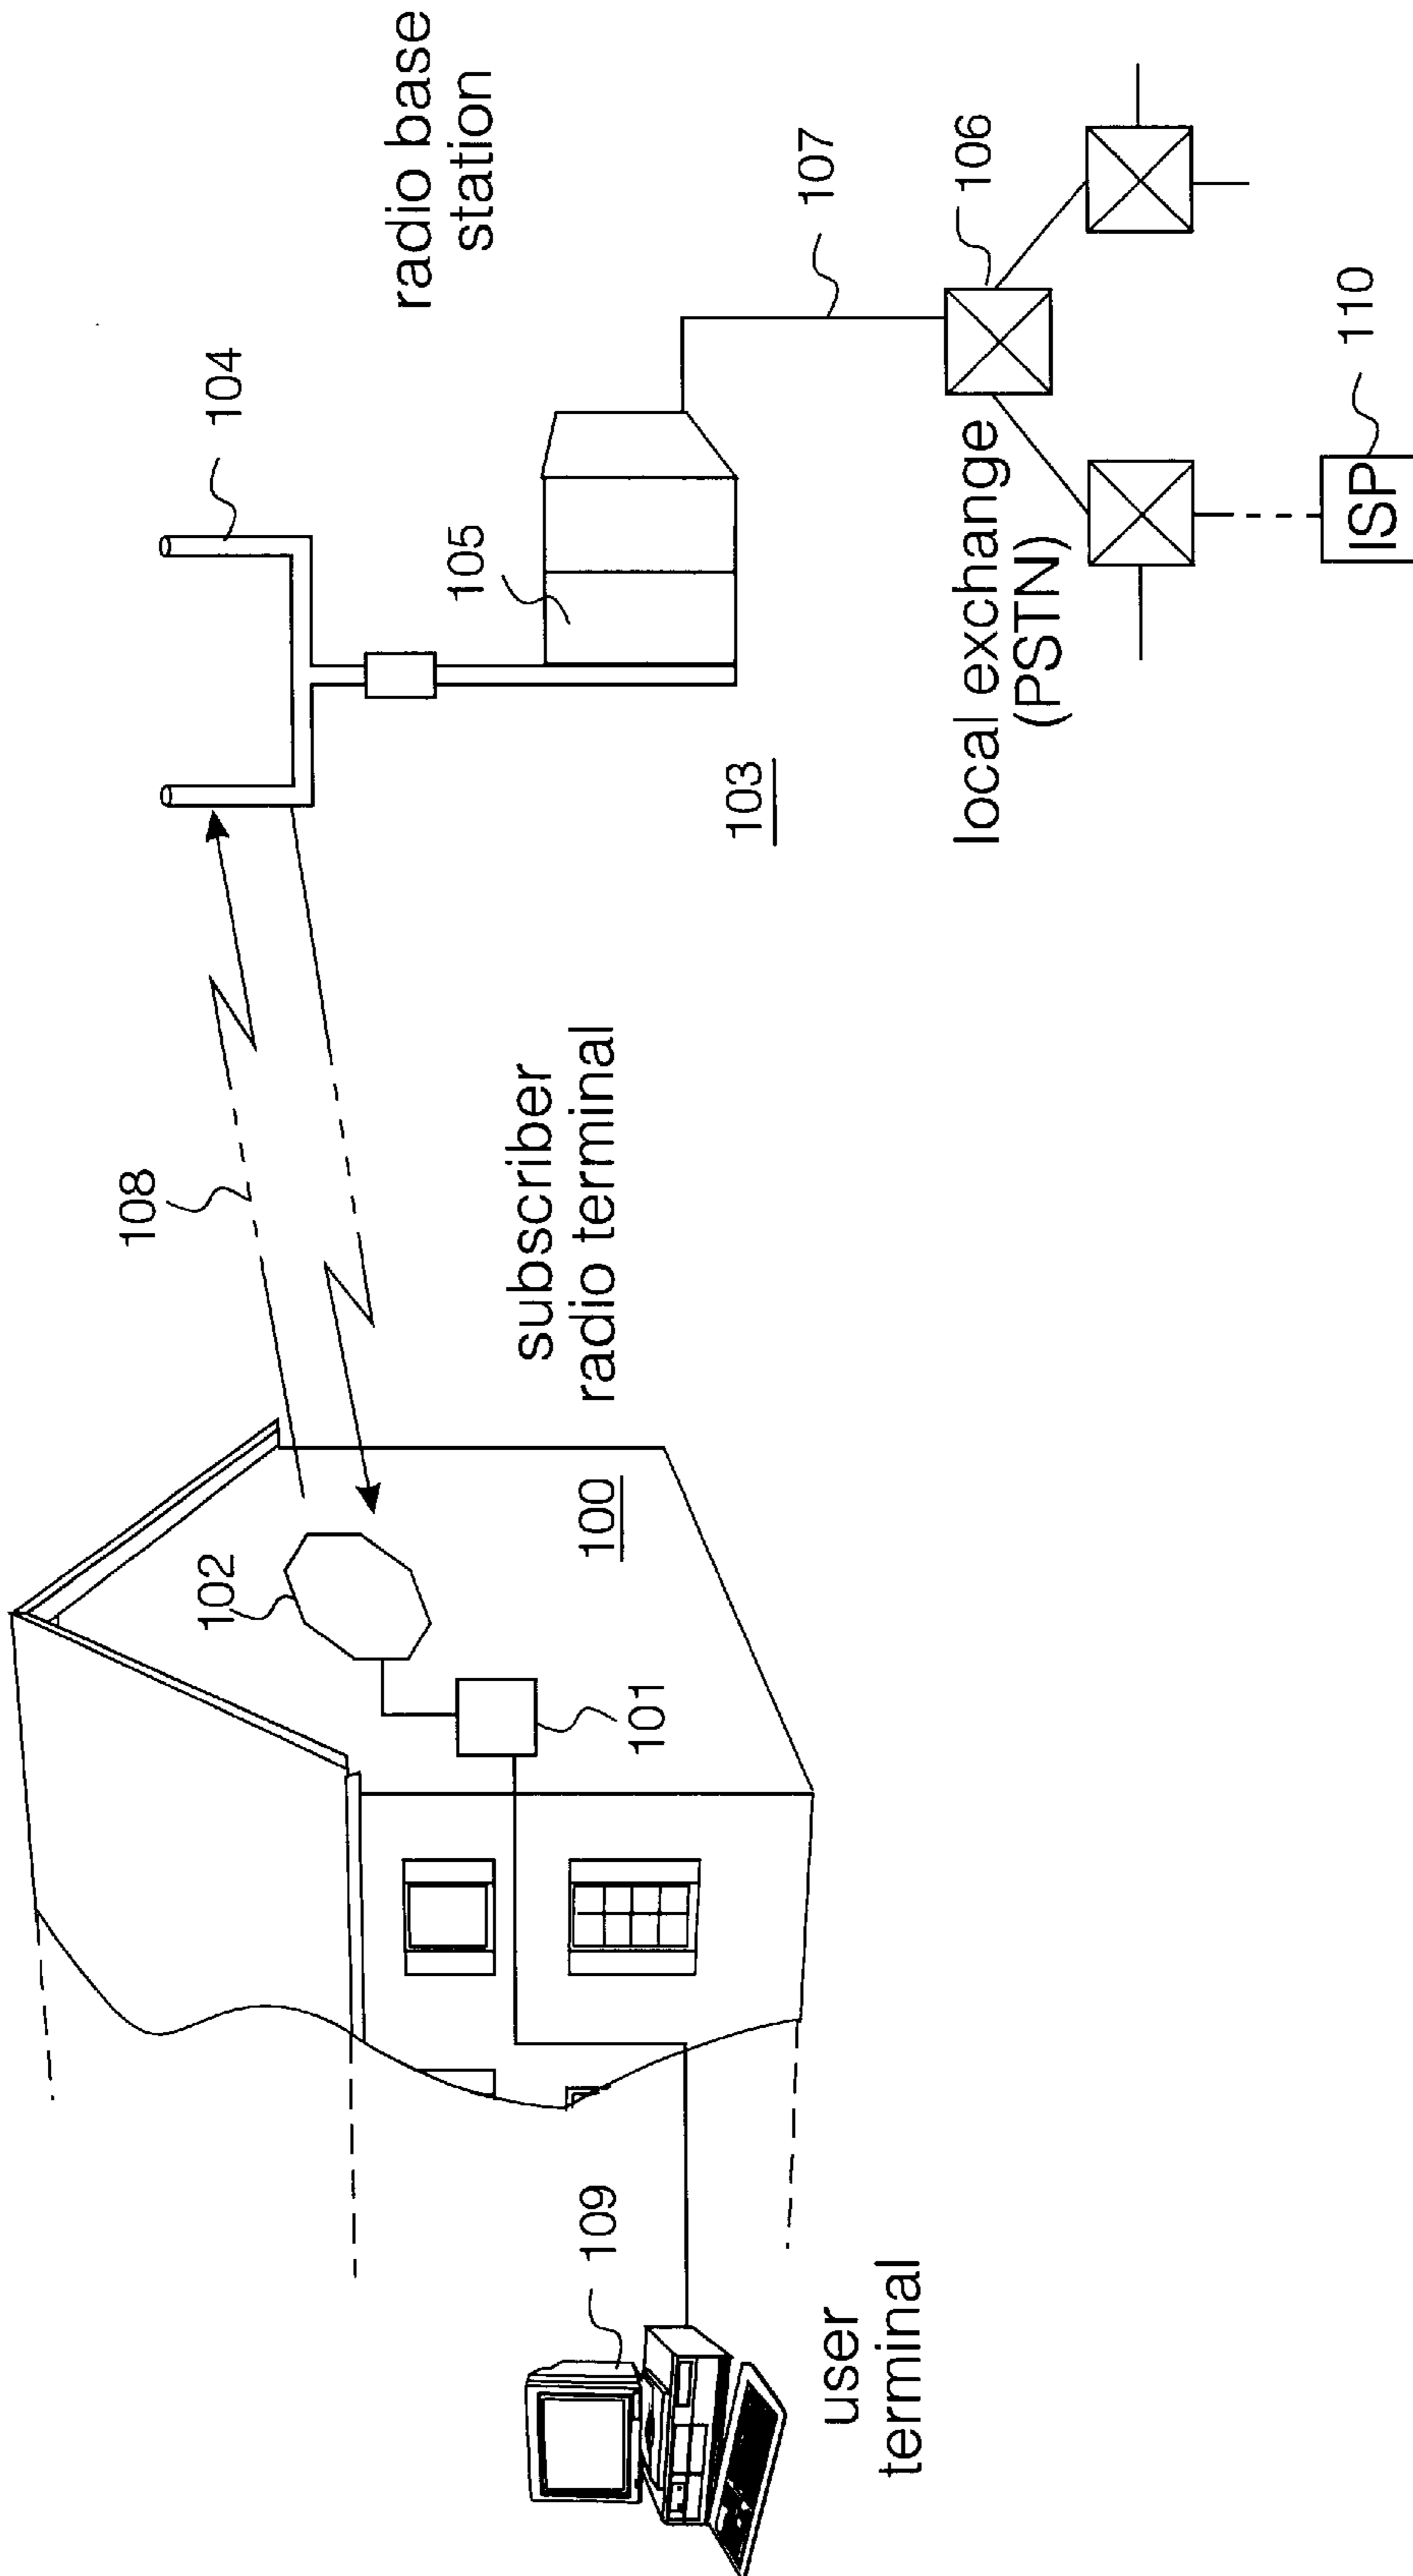 109
user
terminal
102
101
100
108
subscriber
radio terminal
104
105
103
radio base
station
107
106
local exchange
(PSTN)
ISP
110